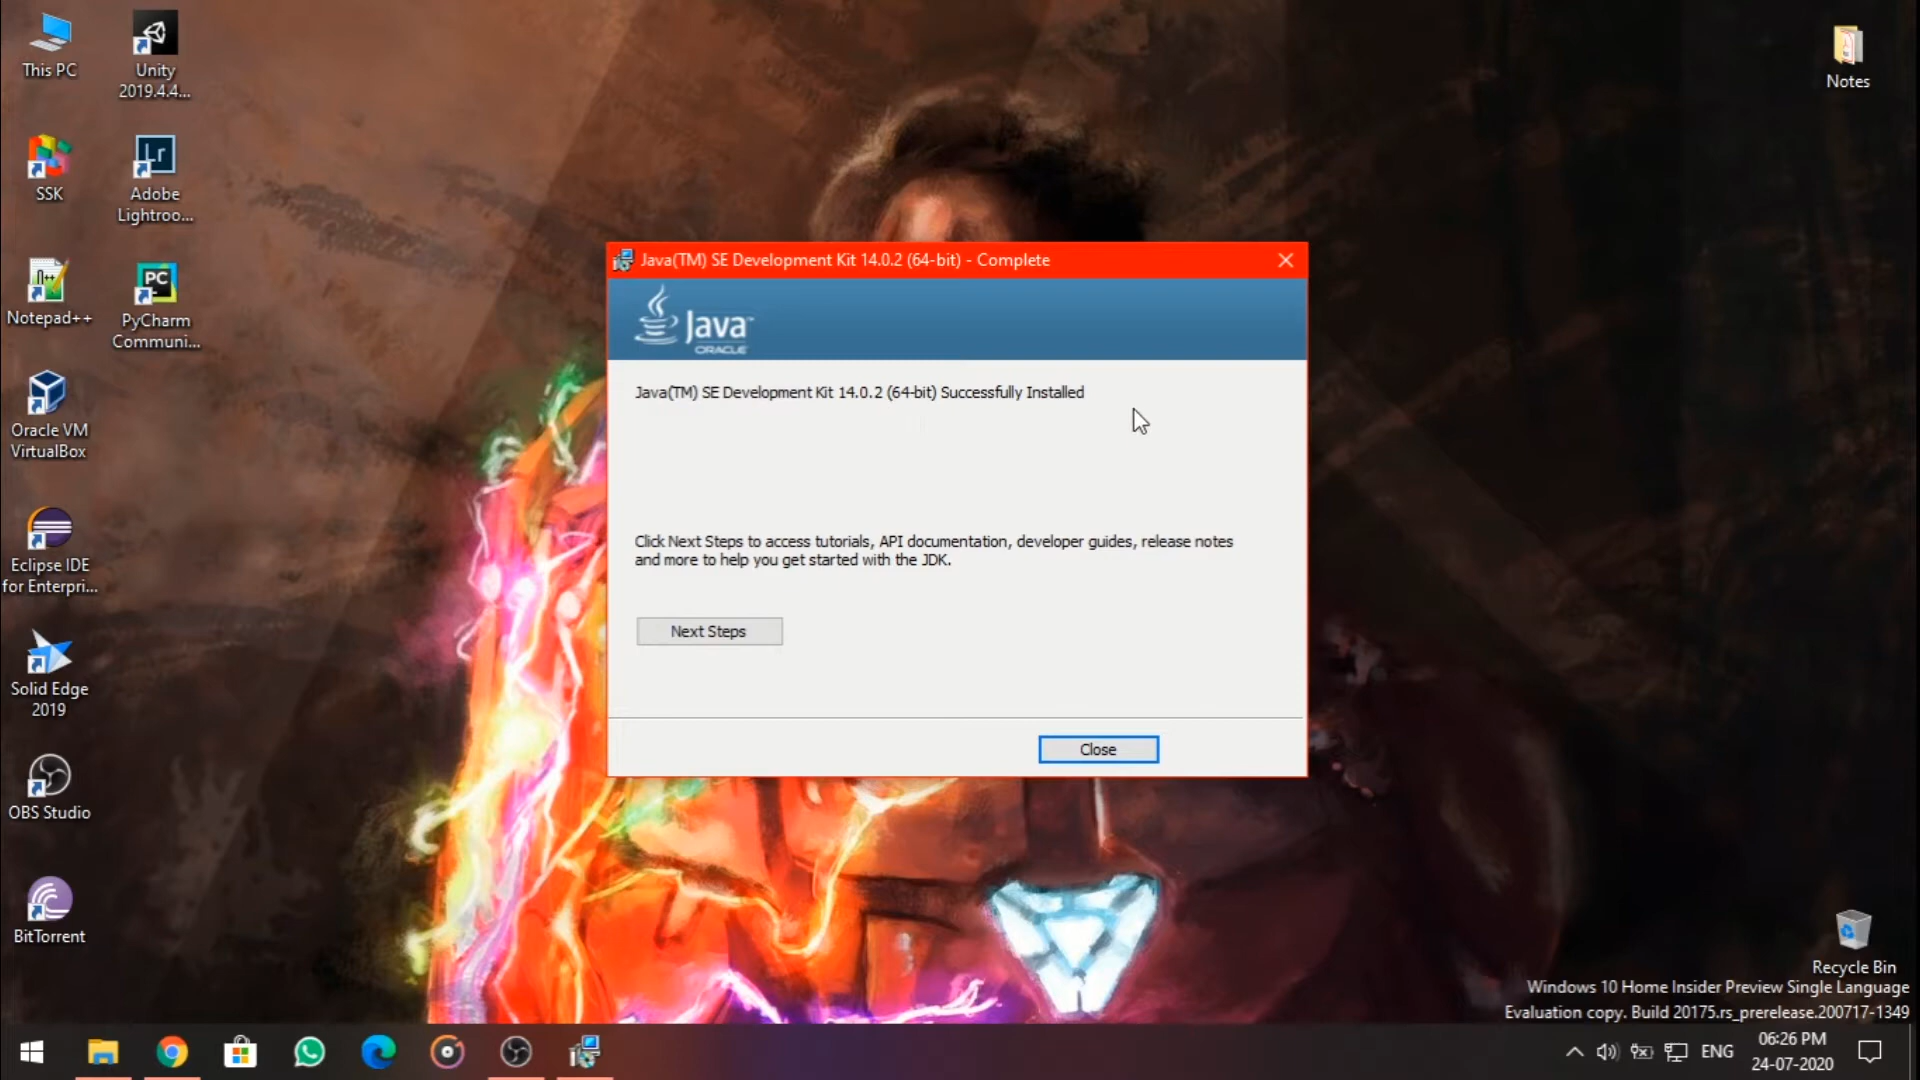 This PC
Unity
2019.4.4...
Notes
SSK
Lr
Adobe
Lightroo...
Notepad++
PC
PyCharm
Communi...
Oracle VM
VirtualBox
Eclipse IDE
for Enterpri...
Solid Edge
2019
OBS Studio
BitTorrent
Java(TM) SE Development Kit 14.0.2 (64-bit) - Complete
Java™
ORACLE
Java(TM) SE Development Kit 14.0.2 (64-bit) Successfully Installed
Click Next Steps to access tutorials, API documentation, developer guides, release notes
and more to help you get started with the JDK.
Next Steps
Close
Recycle Bin
Windows 10 Home Insider Preview Single Language
Evaluation copy. Build 20175.rs_prerelease.200717-1349
ENG
06:26 PM
24-07-2020